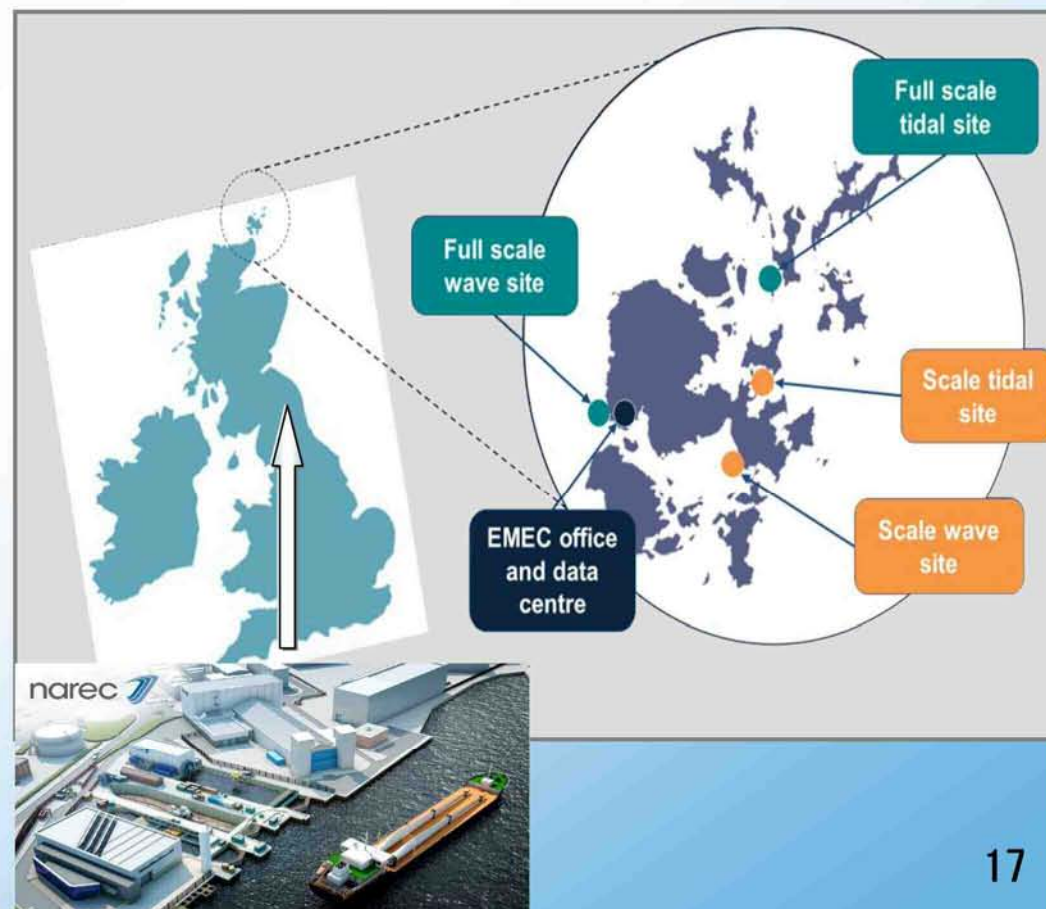 Full scale
tidal site
Full scale
wave site
Scale tidal
site
EMEC office
and data
centre
Scale wave
site
narec
17